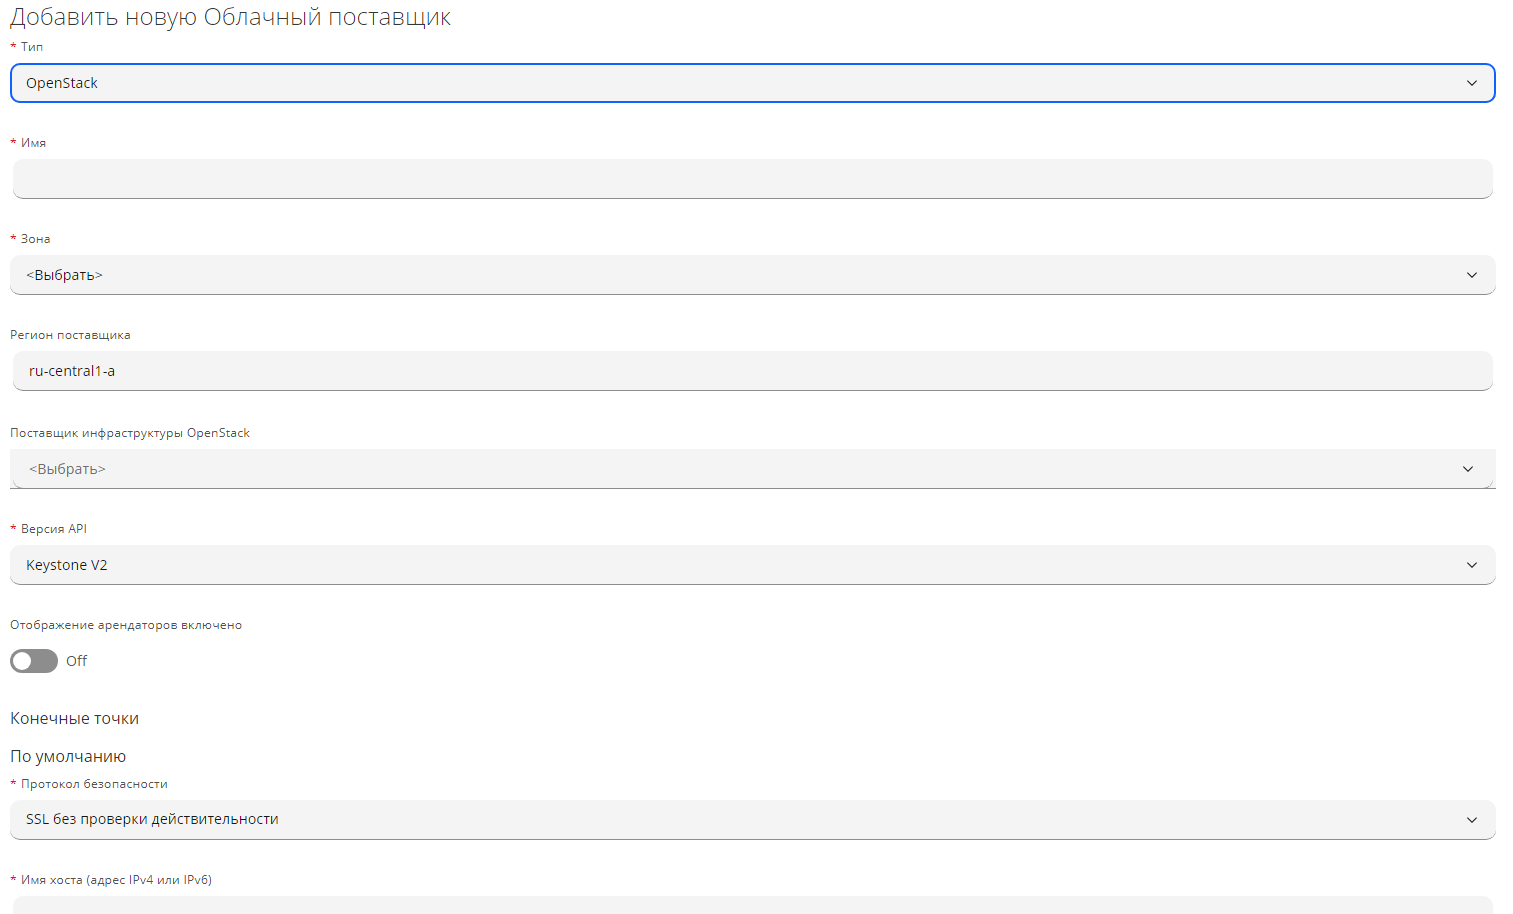 Добавить новую Облачный поставщик
* Тип
OpenStack
* Имя
* Зона
<Выбрать>
Регион поставщика
ru-central1-a
Поставщик инфраструктуры OpenStack
<Выбрать>
* Версия API
Keystone V2
Отображение арендаторов включено
Off
Конечные точки
По умолчанию
* Протокол безопасности
SSL без проверки действительности
* Имя хоста (адрес IPv4 или IPv6)